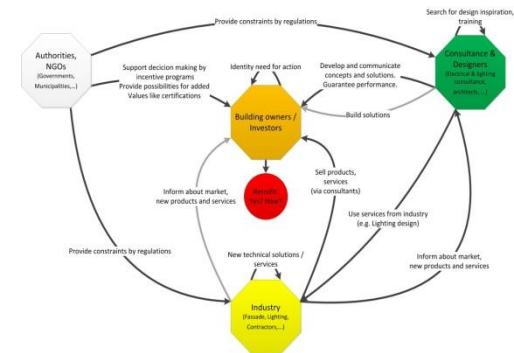 Search for design inspiration,
training
Provide constraints by regulations
Authorities,
NGOs
(Governments,
Municipalities,...)
Support decicion making by
incentive programs
Provide possibilities for added
Values like certifications
Identity need for action
Develop and communicate
concepts and solutions.
Guarantee performance.
Consultance &
Designers
(Electrical & lighting
consultance,
architects, ...)
Building owners /
Investors
Build solutions
Retrofit
Yes? How?
Inform about market,
new products and services
Sell products,
services
(via consultants)
Use services from industry
(e.g. Lighting design)
Provide constraints by regulations
New technical solutions /
services
Inform about market,
new products and services
Industry
(Fassade, Lighting,
Contractors,...)